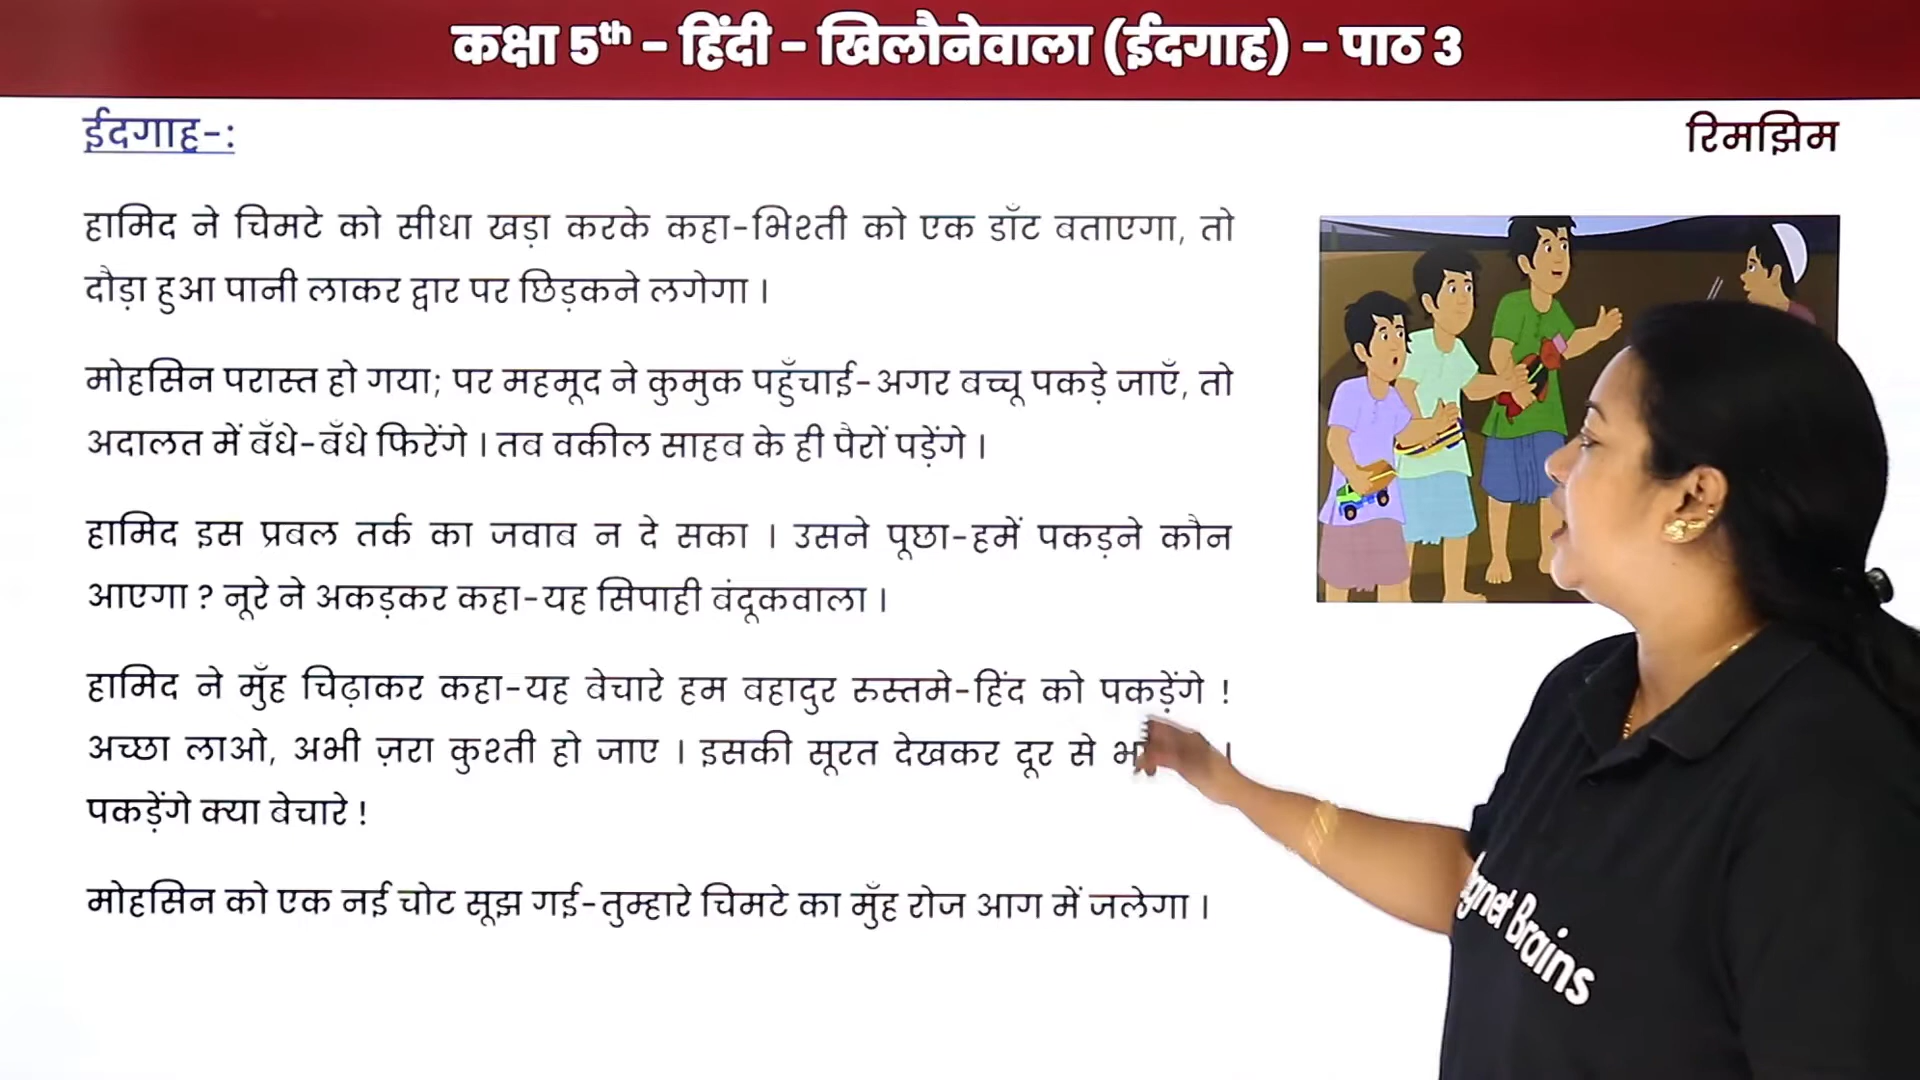 कक्षा 5th – हिंदी – खिलौनेवाला (ईदगाह) – पाठ 3
ईदगाह-:
रिमझिम
हामिद ने चिमटे को सीधा खड़ा करके कहा-भिश्ती को एक डाँट बताएगा, तो
दौड़ा हुआ पानी लाकर द्वार पर छिड़कने लगेगा ।
मोहसिन परास्त हो गया; पर महमूद ने कुमुक पहुँचाई-अगर बच्चू पकड़े जाएँ, तो
अदालत में बँधे-बँधे फिरेंगे । तब वकील साहब के ही पैरों पड़ेंगे ।
हामिद इस प्रबल तर्क का जवाब न दे सका । उसने पूछा-हमें पकड़ने कौन
आएगा ? नूरे ने अकड़कर कहा-यह सिपाही बंदूकवाला ।
हामिद ने मुँह चिढ़ाकर कहा-यह बेचारे हम बहादुर रुस्तमे-हिंद को पकड़ेंगे !
अच्छा लाओ, अभी ज़रा कुश्ती हो जाए । इसकी सूरत देखकर दूर से ।
पकड़ेंगे क्या बेचारे !
मोहसिन को एक नई चोट सूझ गई-तुम्हारे चिमटे का मुँह रोज आग में जलेगा ।
gnet Brains